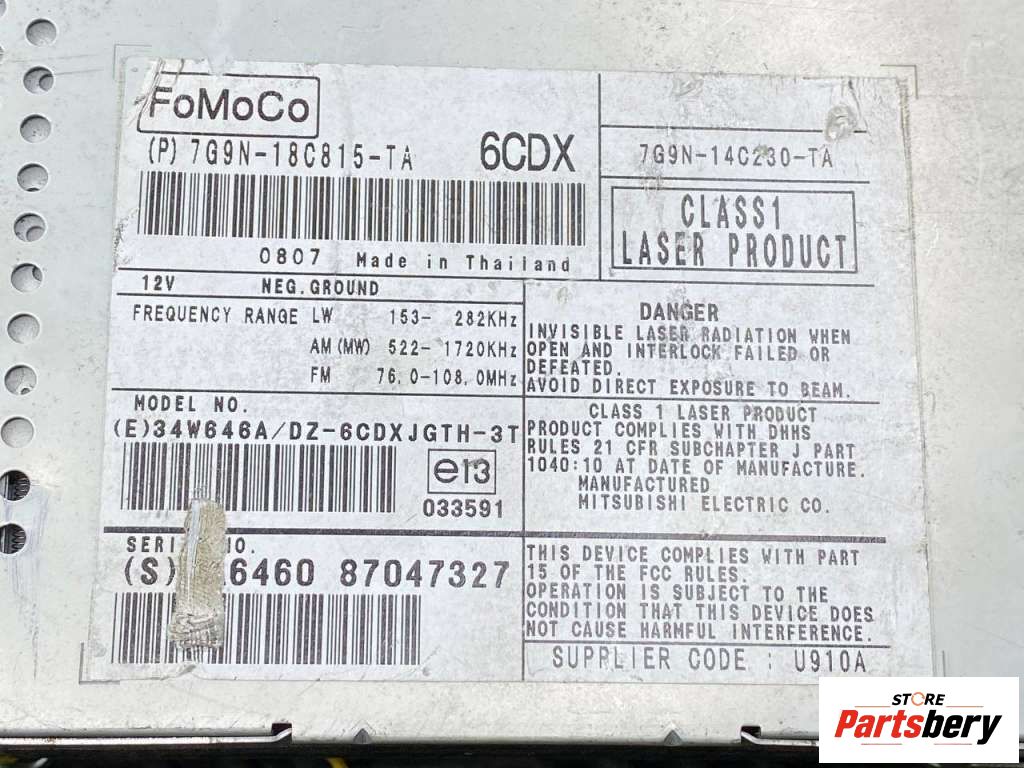 FoMoCo
(P) 7G9N-18C815-TA 6CDX
7G9N-14C230-TA
CLASS1
LASER PRODUCT
0807 Made in Thailand
12V NEG.GROUND
FREQUENCY RANGE LW 153- 282KHz
AM (MW) 522- 1720KHz
FM 76.0-108.0MHz
DANGER
INVISIBLE LASER RADIATION WHEN
OPEN AND INTERLOCK FAILED OR
DEFEATED.
AVOID DIRECT EXPOSURE TO BEAM.
MODEL NO.
(E)34W646A/DZ-6CDXJGTH-3T
e13
033591
CLASS 1 LASER PRODUCT
PRODUCT COMPLIES WITH DHHS
RULES 21 CFR SUBCHAPTER J PART
1040:10 AT DATE OF MANUFACTURE.
MANUFACTURED
MITSUBISHI ELECTRIC CO.
NO.
(S) 6460 87047327
THIS DEVICE COMPLIES WITH PART
15 OF THE FCC RULES.
OPERATION IS SUBJECT TO THE
CONDITION THAT THIS DEVICE DOES
NOT CAUSE HARMFUL INTERFERENCE.
SUPPLIER CODE : U910A
STORE
Partsbery